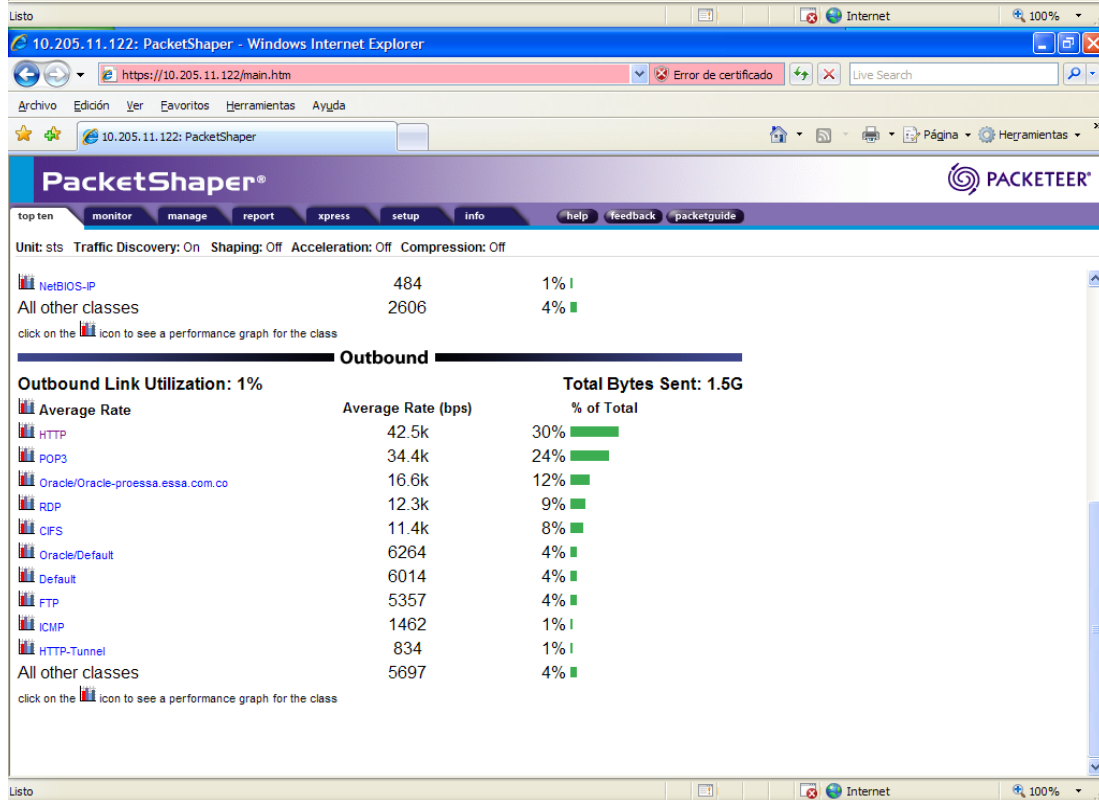 Listo Internet 100%
10.205.11.122: PacketShaper - Windows Internet Explorer
https://10.205.11.122/main.htm Error de certificado Live Search
Archivo Edición Ver Favoritos Herramientas Ayuda
10.205.11.122: PacketShaper Página Herramientas
PacketShaper® PACKETEER®
top ten monitor manage report xpress setup info help feedback packetguide
Unit: sts Traffic Discovery: On Shaping: Off Acceleration: Off Compression: Off
NetBIOS-IP 484 1%
All other classes 2606 4%
click on the icon to see a performance graph for the class
Outbound
Outbound Link Utilization: 1% Total Bytes Sent: 1.5G
Average Rate Average Rate (bps) % of Total
HTTP 42.5k 30%
POP3 34.4k 24%
Oracle/Oracle-proessa.essa.com.co 16.6k 12%
RDP 12.3k 9%
CIFS 11.4k 8%
Oracle/Default 6264 4%
Default 6014 4%
FTP 5357 4%
ICMP 1462 1%
HTTP-Tunnel 834 1%
All other classes 5697 4%
click on the icon to see a performance graph for the class
Listo Internet 100%